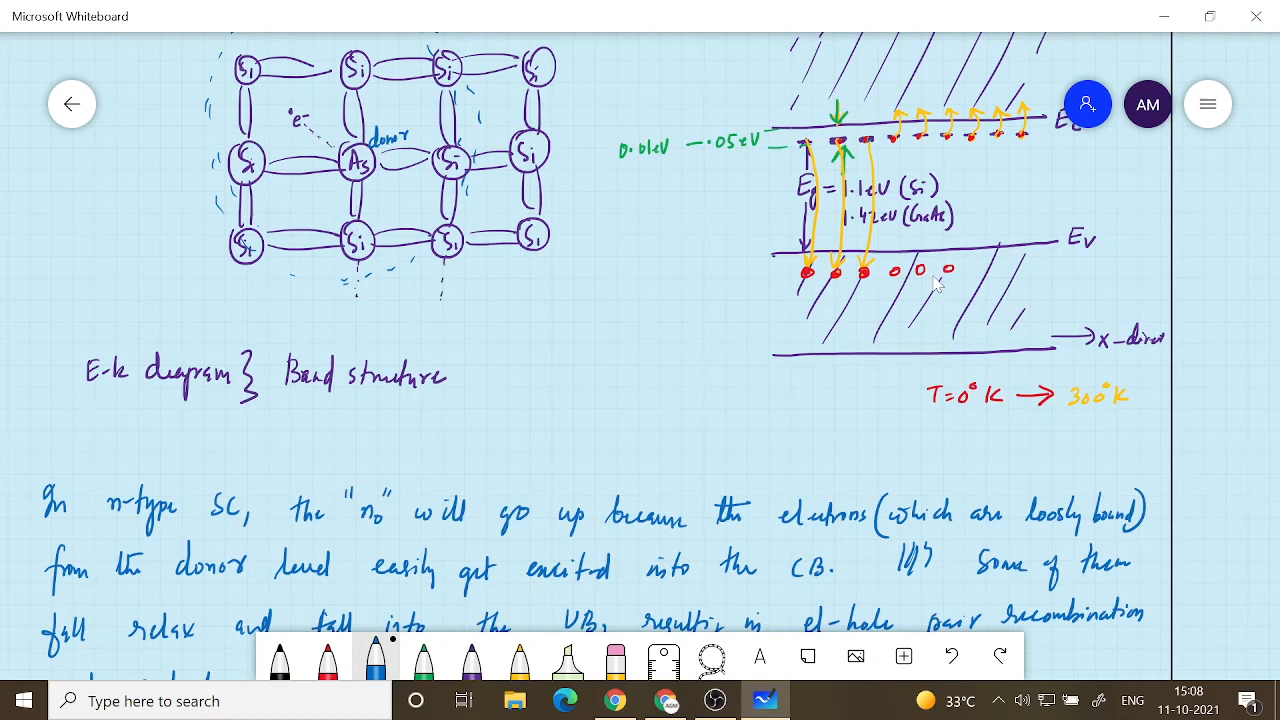 Microsoft Whiteboard
AM
Si Si Si Si
e-
donor
Si As Si Si
Si Si Si Si
Ec
0.01eV - .05eV
Eg = 1.1eV (Si)
1.42eV (GaAs)
Ev
x-direct
T=0°K → 300°K
E-k diagram } Band structure
In n-type SC, the "n₀" will go up because the electrons (which are loosly bound)
from the donor level easily get excited into the CB. Some of them
fall relax and fall into the VB, resulting in el-hole pair recombination
A
Type here to search
33°C
ENG
15:08
11-10-2021
1